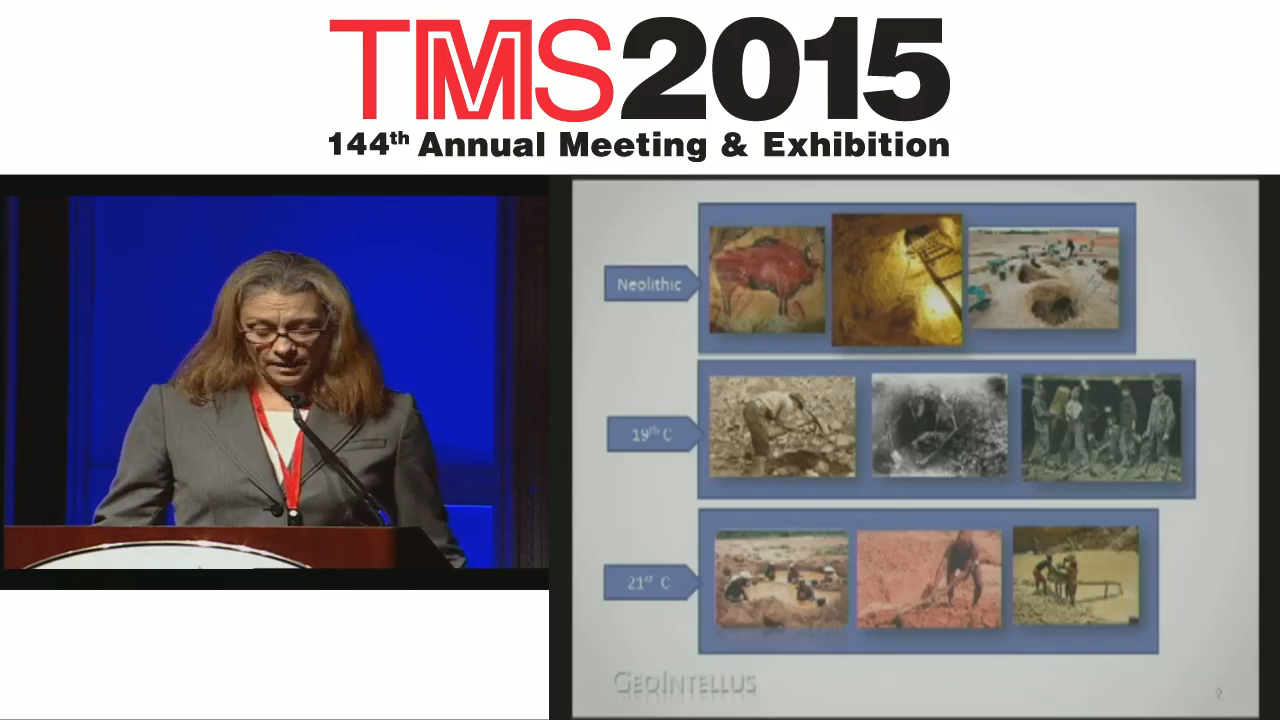 TMS2015
144th Annual Meeting & Exhibition
Neolithic
19th C
21st C
GEOINTELLUS